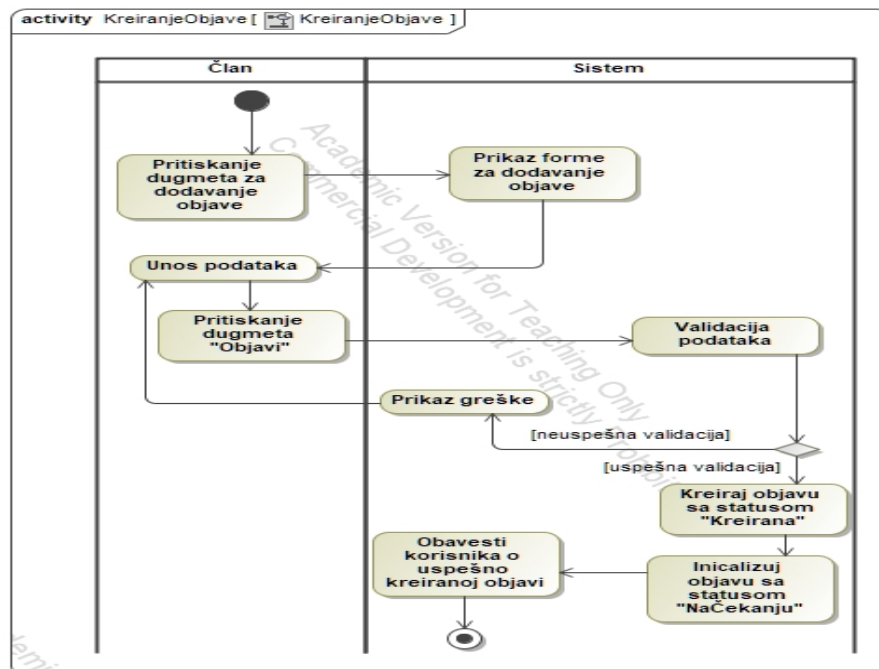 activity KreiranjeObjave [ KreiranjeObjave ]
Član
Sistem
Pritiskanje
dugmeta za
dodavanje
objave
Prikaz forme
za dodavanje
objave
Unos podataka
Pritiskanje
dugmeta
"Objavi"
Validacija
podataka
Prikaz greške
[neuspešna validacija]
[uspešna validacija]
Kreiraj objavu
sa statusom
"Kreirana"
Obavesti
korisnika o
uspešno
kreiranoj objavi
Inicalizuj
objavu sa
statusom
"NaČekanju"
Academic Version for Teaching Only
Commercial Development is strictly Prohibi